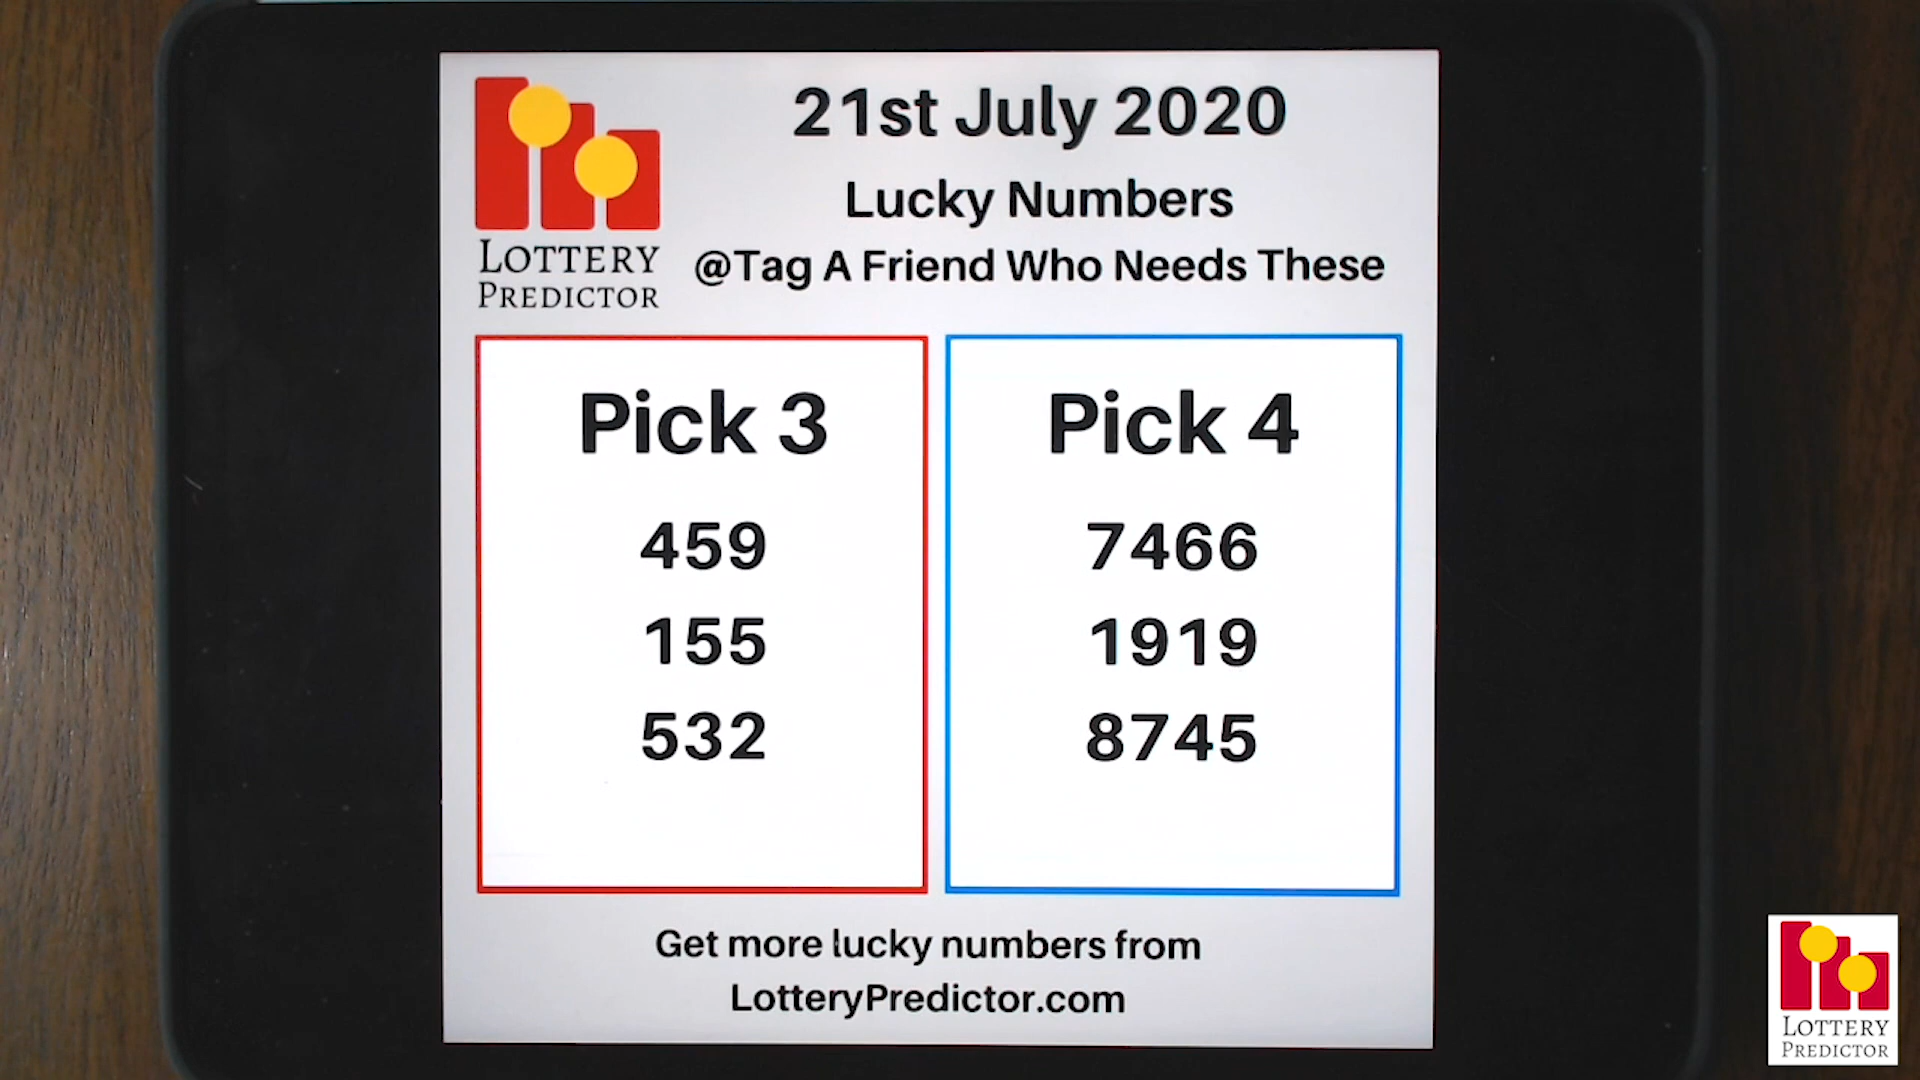 21st July 2020
Lucky Numbers
@Tag A Friend Who Needs These
LOTTERY
PREDICTOR
Pick 3
459
155
532
Pick 4
7466
1919
8745
Get more lucky numbers from
LotteryPredictor.com
LOTTERY
PREDICTOR